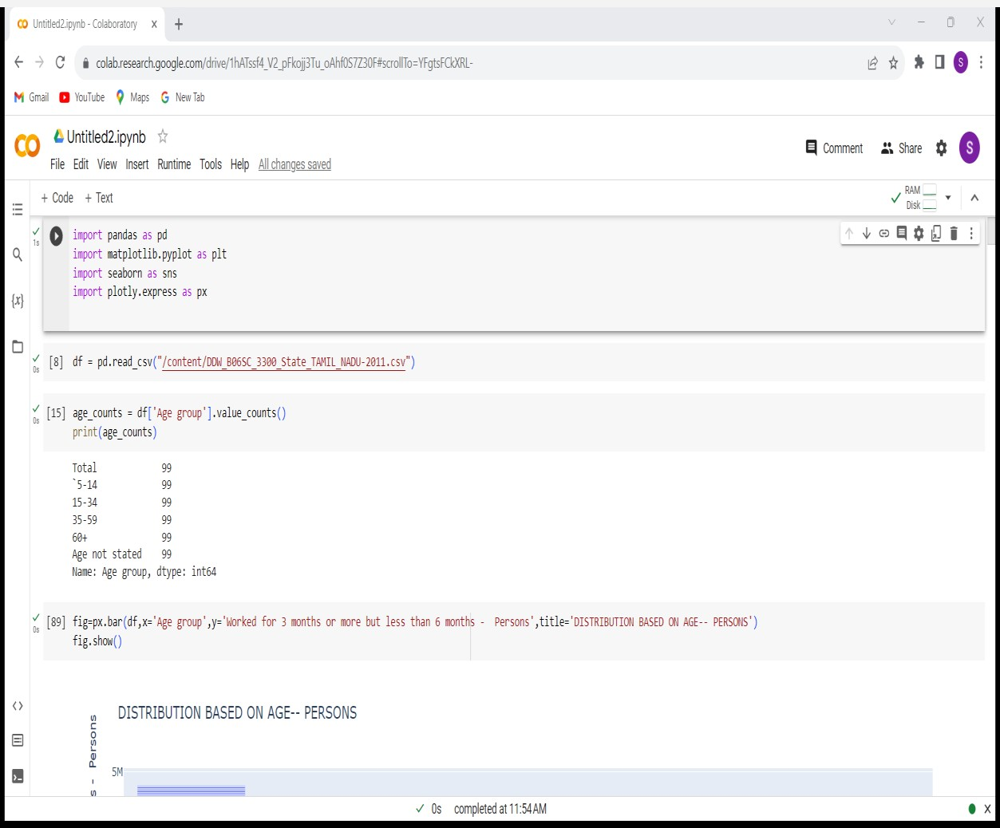 Untitled2.ipynb - Colaboratory
colab.research.google.com/drive/1hATssf4_V2_pFkojj3Tu_oAhf0S7Z30F#scrollTo=YFgtsFCkXRL-
S
Gmail YouTube Maps New Tab
Untitled2.ipynb
Comment Share S
File Edit View Insert Runtime Tools Help All changes saved
+ Code + Text
RAM
Disk
1s
import pandas as pd
import matplotlib.pyplot as plt
import seaborn as sns
import plotly.express as px
{x}
0s
[8] df = pd.read_csv("/content/DDW_B06SC_3300_State_TAMIL_NADU-2011.csv")
0s
[15] age_counts = df['Age group'].value_counts()
print(age_counts)
Total 99
`5-14 99
15-34 99
35-59 99
60+ 99
Age not stated 99
Name: Age group, dtype: int64
0s
[89] fig=px.bar(df,x='Age group',y='Worked for 3 months or more but less than 6 months -  Persons',title='DISTRIBUTION BASED ON AGE-- PERSONS')
fig.show()
DISTRIBUTION BASED ON AGE-- PERSONS
s -  Persons
5M
0s completed at 11:54 AM